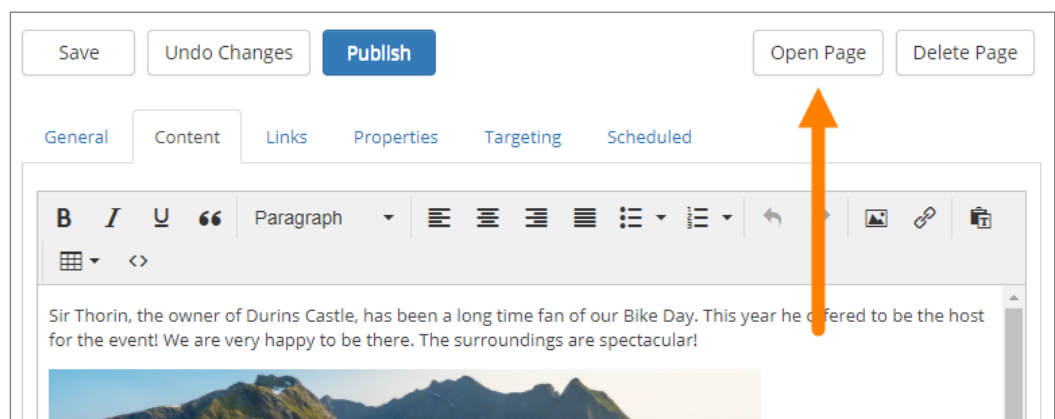 Save Undo Changes Publish Open Page Delete Page
General Content Links Properties Targeting Scheduled
B I U Paragraph
Sir Thorin, the owner of Durins Castle, has been a long time fan of our Bike Day. This year he offered to be the host
for the event! We are very happy to be there. The surroundings are spectacular!